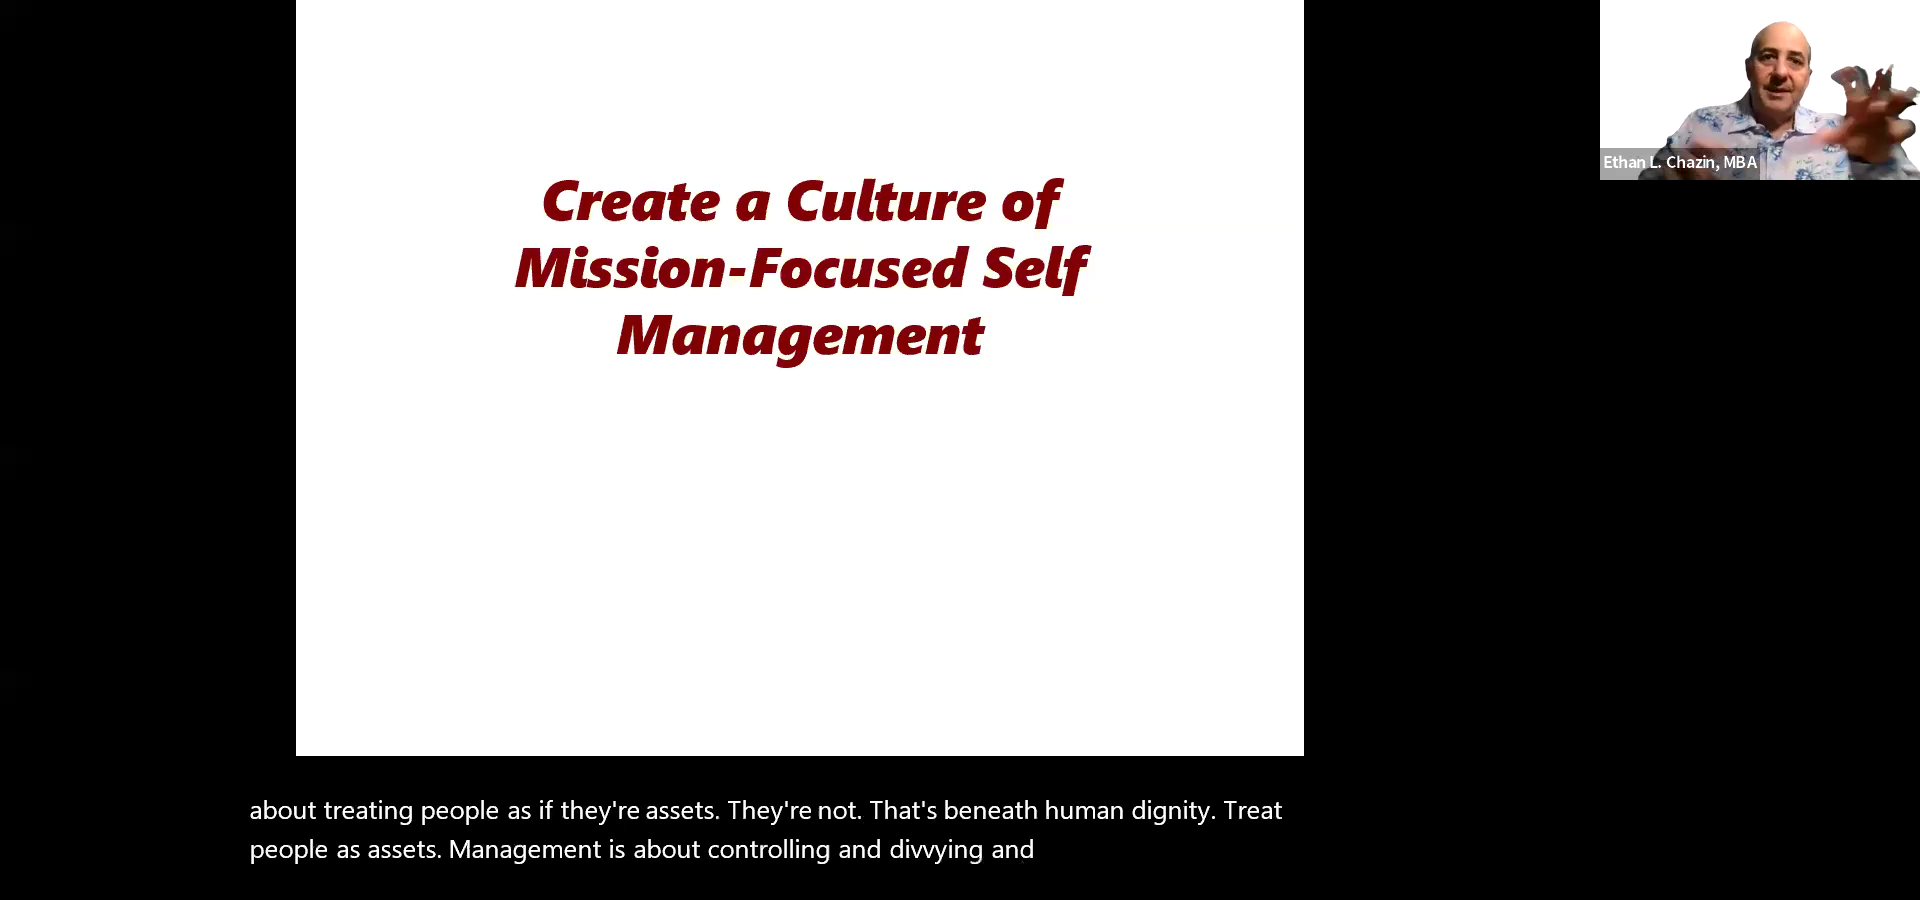 Create a Culture of
Mission-Focused Self
Management
Ethan L. Chazin, MBA
about treating people as if they're assets. They're not. That's beneath human dignity. Treat
people as assets. Management is about controlling and divvying and